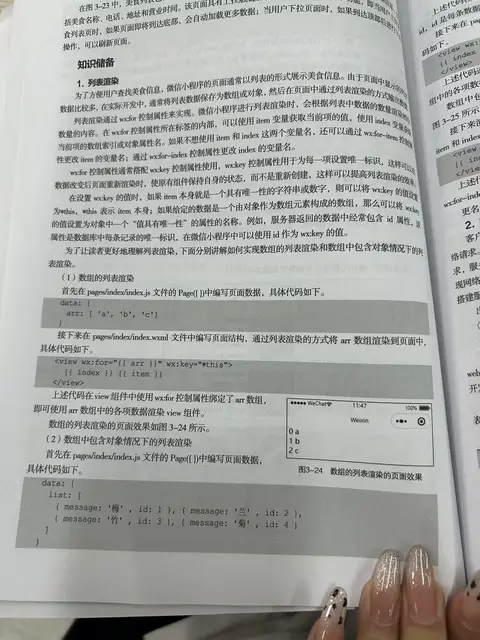 在图 3-23 中，美食列表
括美食名称、电话、地址和营业时间。该页面具有上拉
食列表页时，如果页面即将到达底部，会自动加载更多数据；当用户下拉页面时，如果
操作，可以刷新页面。
知识储备
1. 列表渲染
为了方便用户查找美食信息，微信小程序的页面通常以列表的形式展示美食信息。由于页面中显示的
数据比较多，在实际开发中，通常将列表数据保存为数组或对象，然后在页面中通过列表渲染的方式
列表渲染通过 wx:for 控制属性来实现。微信小程序进行列表渲染时，会根据列表中数据的数量渲染
数量的内容。在 wx:for 控制属性所在标签的内部，可以使用 item 变量获取当前项的值，使用 index 变量获取
当前项的数组索引或对象属性名。如果不想使用 item 和 index 这两个变量名，还可以通过 wx:for-item 控制属
性更改 item 的变量名；通过 wx:for-index 控制属性更改 index 的变量名。
wx:for 控制属性通常搭配 wx:key 控制属性使用，wx:key 控制属性用于为每一项设置唯一标识，这样可以在
数据改变后页面重新渲染时，使原有组件保持自身的状态，而不是重新创建，这样可以提高列表渲染的效率。
在设置 wx:key 的值时，如果 item 本身就是一个具有唯一性的字符串或数字，则可以将 wx:key 的值设置
为*this，*this 表示 item 本身；如果给定的数据是一个由对象作为数组元素构成的数组，那么可以将 wx:key
的值设置为对象中一个“值具有唯一性”的属性的名称。例如，服务器返回的数据中经常包含 id 属性，该
属性是数据库中每条记录的唯一标识，在微信小程序中可以使用 id 作为 wx:key 的值。
为了让读者更好地理解列表渲染，下面分别讲解如何实现数组的列表渲染和数组中包含对象情况下的列
表渲染。
（1）数组的列表渲染
首先在 pages/index/index.js 文件的 Page({ })中编写页面数据，具体代码如下。
data: {
arr: [ 'a', 'b', 'c']
}
接下来在 pages/index/index.wxml 文件中编写页面结构，通过列表渲染的方式将 arr 数组渲染到页面中，
具体代码如下。
<view wx:for="{{ arr }}" wx:key="*this">
{{ index }} {{ item }}
</view>
上述代码在 view 组件中使用 wx:for 控制属性绑定了 arr 数组，
即可使用 arr 数组中的各项数据渲染 view 组件。
数组的列表渲染的页面效果如图 3-24 所示。
（2）数组中包含对象情况下的列表渲染
首先在 pages/index/index.js 文件的 Page({ })中编写页面数据，
具体代码如下。
WeChat 11:47 100%
Weixin
0 a
1 b
2 c
图3-24 数组的列表渲染的页面效果
data: {
list: [
{ message: '梅' , id: 1 }, { message: '兰' , id: 2 },
{ message: '竹' , id: 3 }, { message: '菊' , id: 4 }
]
}